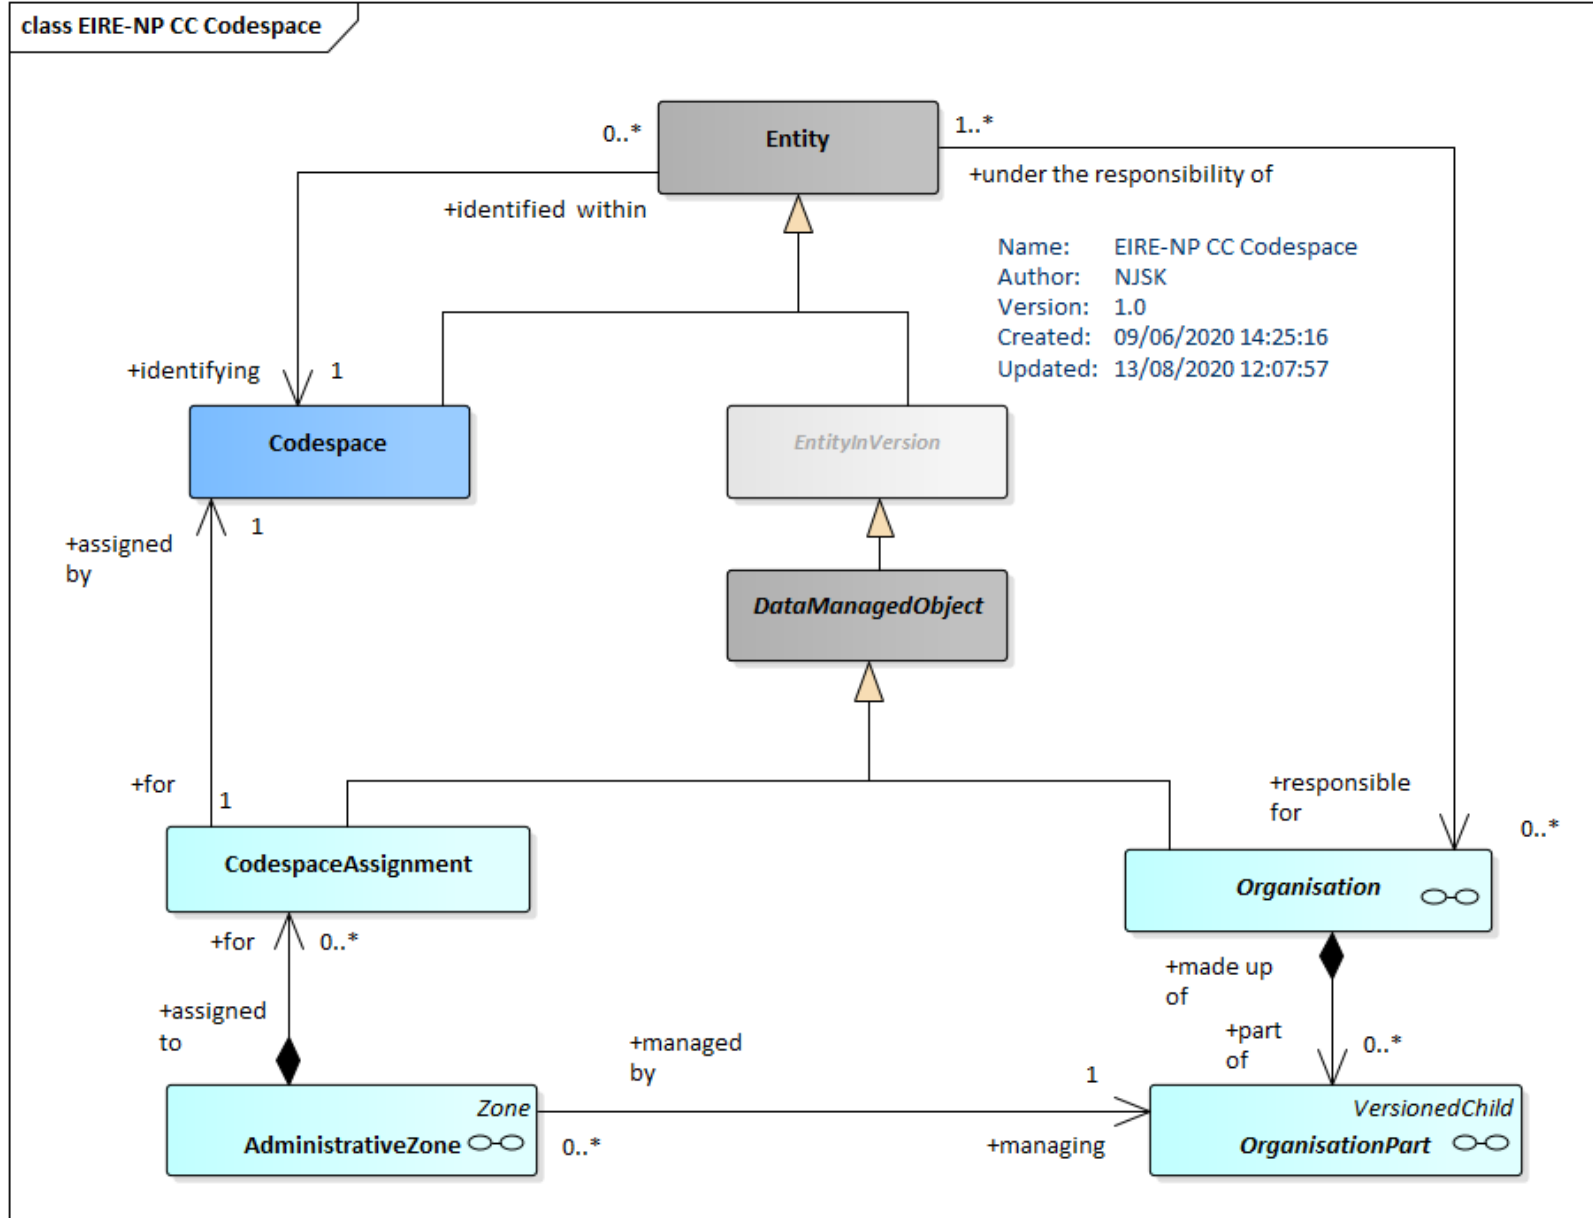 class EIRE-NP CC Codespace
Entity
0..*
1..*
+under the responsibility of
+identified within
Name: EIRE-NP CC Codespace
Author: NJSK
Version: 1.0
Created: 09/06/2020 14:25:16
Updated: 13/08/2020 12:07:57
+identifying
1
Codespace
EntityInVersion
1
+assigned
by
DataManagedObject
+for
1
+responsible
for
0..*
CodespaceAssignment
Organisation
+for
0..*
+made up
of
+assigned
to
+part
of
0..*
+managed
by
1
Zone
AdministrativeZone
0..*
+managing
VersionedChild
OrganisationPart